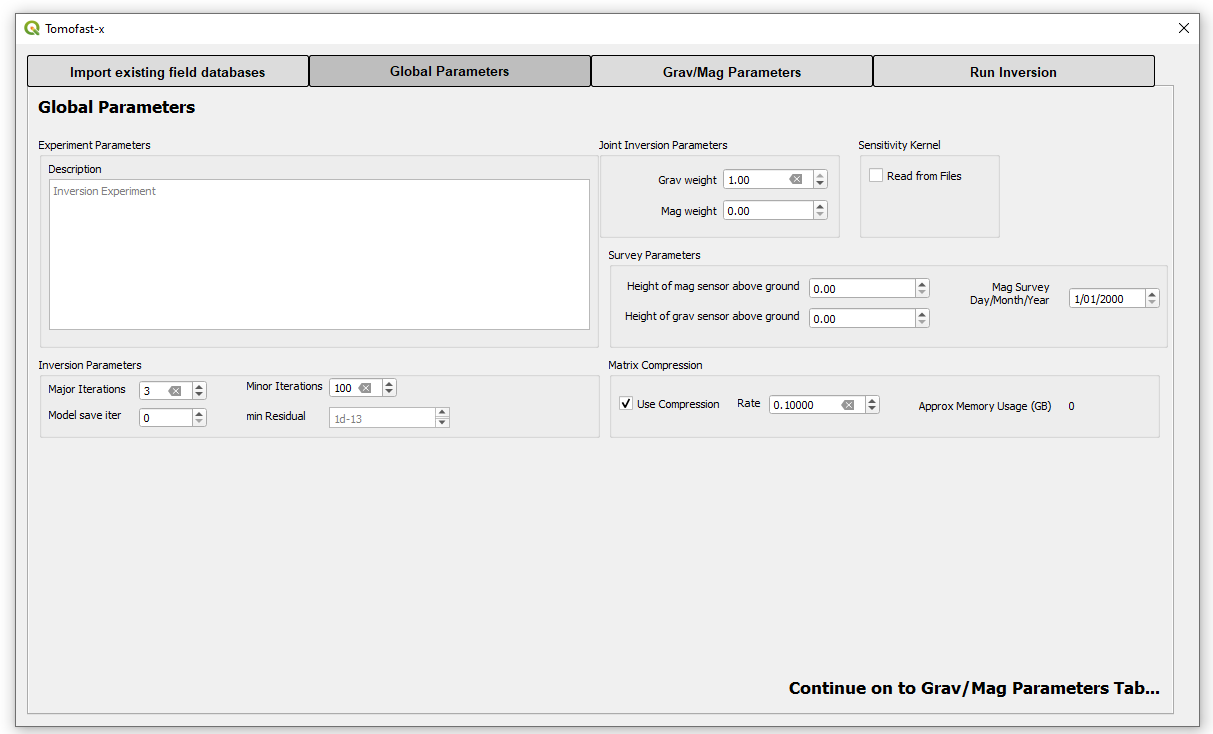 Tomofast-x
Import existing field databases
Global Parameters
Grav/Mag Parameters
Run Inversion
Global Parameters
Experiment Parameters
Description
Inversion Experiment
Joint Inversion Parameters
Grav weight 1.00
Mag weight 0.00
Sensitivity Kernel
Read from Files
Survey Parameters
Height of mag sensor above ground 0.00
Height of grav sensor above ground 0.00
Mag Survey
Day/Month/Year
1/01/2000
Inversion Parameters
Major Iterations 3
Minor Iterations 100
Model save iter 0
min Residual 1d-13
Matrix Compression
Use Compression
Rate 0.10000
Approx Memory Usage (GB) 0
Continue on to Grav/Mag Parameters Tab...